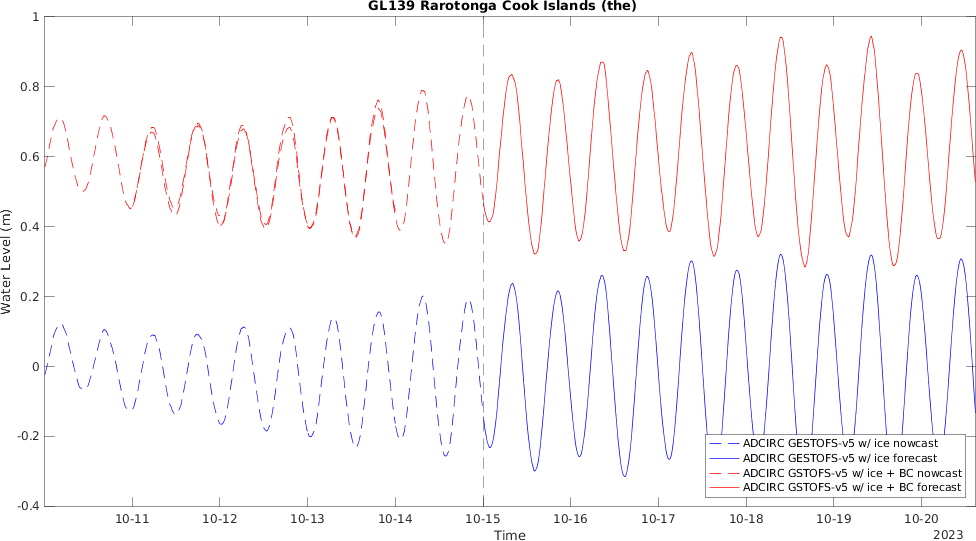 GL139 Rarotonga Cook Islands (the)
1
0.8
0.6
0.4
0.2
0
-0.2
-0.4
Water Level (m)
ADCIRC GESTOFS-v5 w/ ice nowcast
ADCIRC GESTOFS-v5 w/ ice forecast
ADCIRC GSTOFS-v5 w/ ice + BC nowcast
ADCIRC GSTOFS-v5 w/ ice + BC forecast
10-11 10-12 10-13 10-14 10-15 10-16 10-17 10-18 10-19 10-20
Time
2023